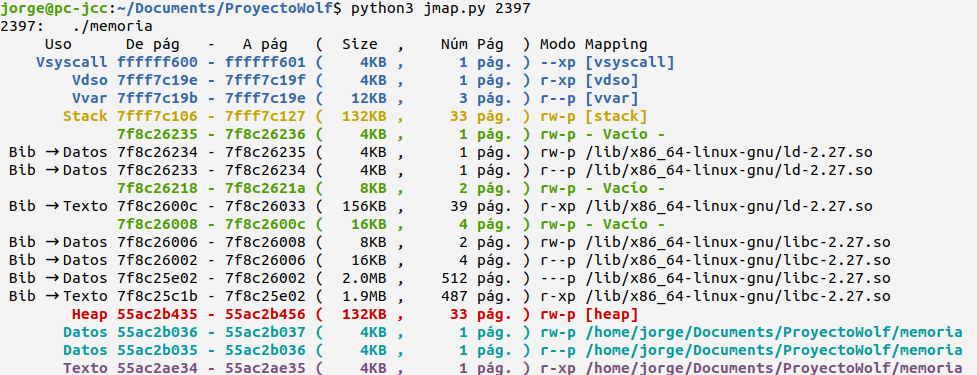 jorge@pc-jcc:~/Documents/ProyectoWolf$ python3 jmap.py 2397
2397: ./memoria
Uso De pág - A pág ( Size , Núm Pág ) Modo Mapping
Vsyscall ffffff600 - ffffff601 ( 4KB , 1 pág. ) --xp [vsyscall]
Vdso 7fff7c19e - 7fff7c19f ( 4KB , 1 pág. ) r-xp [vdso]
Vvar 7fff7c19b - 7fff7c19e ( 12KB , 3 pág. ) r--p [vvar]
Stack 7fff7c106 - 7fff7c127 ( 132KB , 33 pág. ) rw-p [stack]
7f8c26235 - 7f8c26236 ( 4KB , 1 pág. ) rw-p - Vacío -
Bib →Datos 7f8c26234 - 7f8c26235 ( 4KB , 1 pág. ) rw-p /lib/x86_64-linux-gnu/ld-2.27.so
Bib →Datos 7f8c26233 - 7f8c26234 ( 4KB , 1 pág. ) r--p /lib/x86_64-linux-gnu/ld-2.27.so
7f8c26218 - 7f8c2621a ( 8KB , 2 pág. ) rw-p - Vacío -
Bib →Texto 7f8c2600c - 7f8c26033 ( 156KB , 39 pág. ) r-xp /lib/x86_64-linux-gnu/ld-2.27.so
7f8c26008 - 7f8c2600c ( 16KB , 4 pág. ) rw-p - Vacío -
Bib →Datos 7f8c26006 - 7f8c26008 ( 8KB , 2 pág. ) rw-p /lib/x86_64-linux-gnu/libc-2.27.so
Bib →Datos 7f8c26002 - 7f8c26006 ( 16KB , 4 pág. ) r--p /lib/x86_64-linux-gnu/libc-2.27.so
Bib →Datos 7f8c25e02 - 7f8c26002 ( 2.0MB , 512 pág. ) ---p /lib/x86_64-linux-gnu/libc-2.27.so
Bib →Texto 7f8c25c1b - 7f8c25e02 ( 1.9MB , 487 pág. ) r-xp /lib/x86_64-linux-gnu/libc-2.27.so
Heap 55ac2b435 - 55ac2b456 ( 132KB , 33 pág. ) rw-p [heap]
Datos 55ac2b036 - 55ac2b037 ( 4KB , 1 pág. ) rw-p /home/jorge/Documents/ProyectoWolf/memoria
Datos 55ac2b035 - 55ac2b036 ( 4KB , 1 pág. ) r--p /home/jorge/Documents/ProyectoWolf/memoria
Texto 55ac2ae34 - 55ac2ae35 ( 4KB , 1 pág. ) r-xp /home/jorge/Documents/ProyectoWolf/memoria